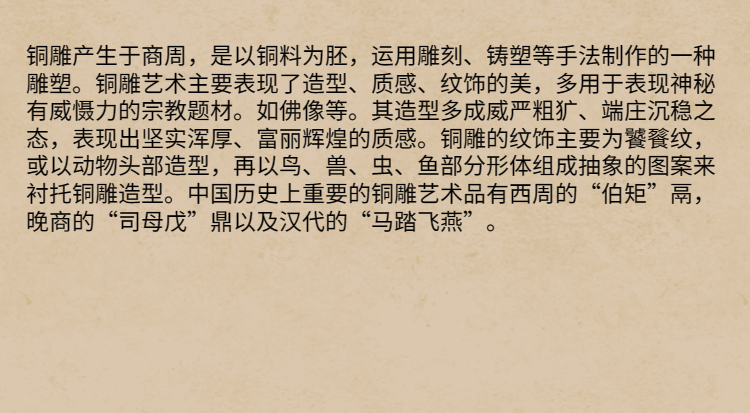 铜雕产生于商周，是以铜料为胚，运用雕刻、铸塑等手法制作的一种
雕塑。铜雕艺术主要表现了造型、质感、纹饰的美，多用于表现神秘
有威慑力的宗教题材。如佛像等。其造型多成威严粗犷、端庄沉稳之
态，表现出坚实浑厚、富丽辉煌的质感。铜雕的纹饰主要为饕餮纹，
或以动物头部造型，再以鸟、兽、虫、鱼部分形体组成抽象的图案来
衬托铜雕造型。中国历史上重要的铜雕艺术品有西周的“伯矩”鬲，
晚商的“司母戊”鼎以及汉代的“马踏飞燕”。